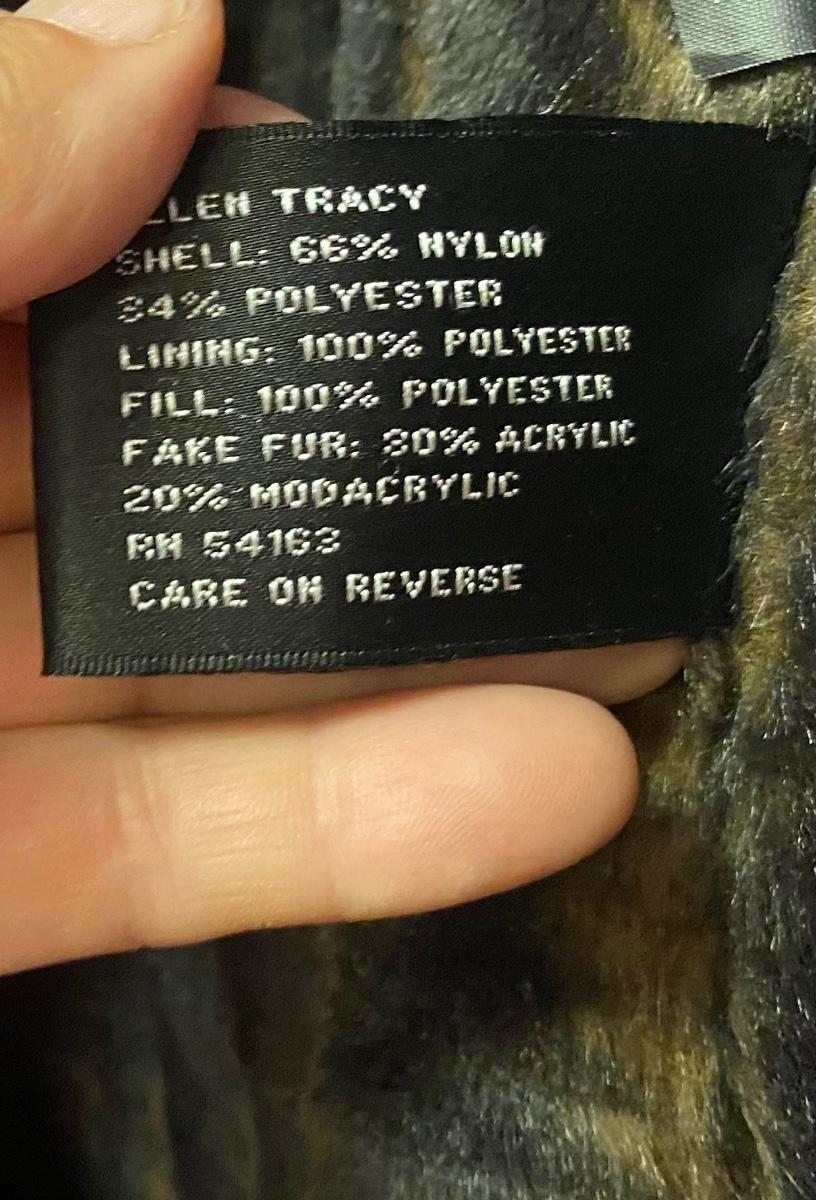 ELLEN TRACY
SHELL: 66% NYLON
34% POLYESTER
LINING: 100% POLYESTER
FILL: 100% POLYESTER
FAKE FUR: 80% ACRYLIC
20% MODACRYLIC
RN 54163
CARE ON REVERSE